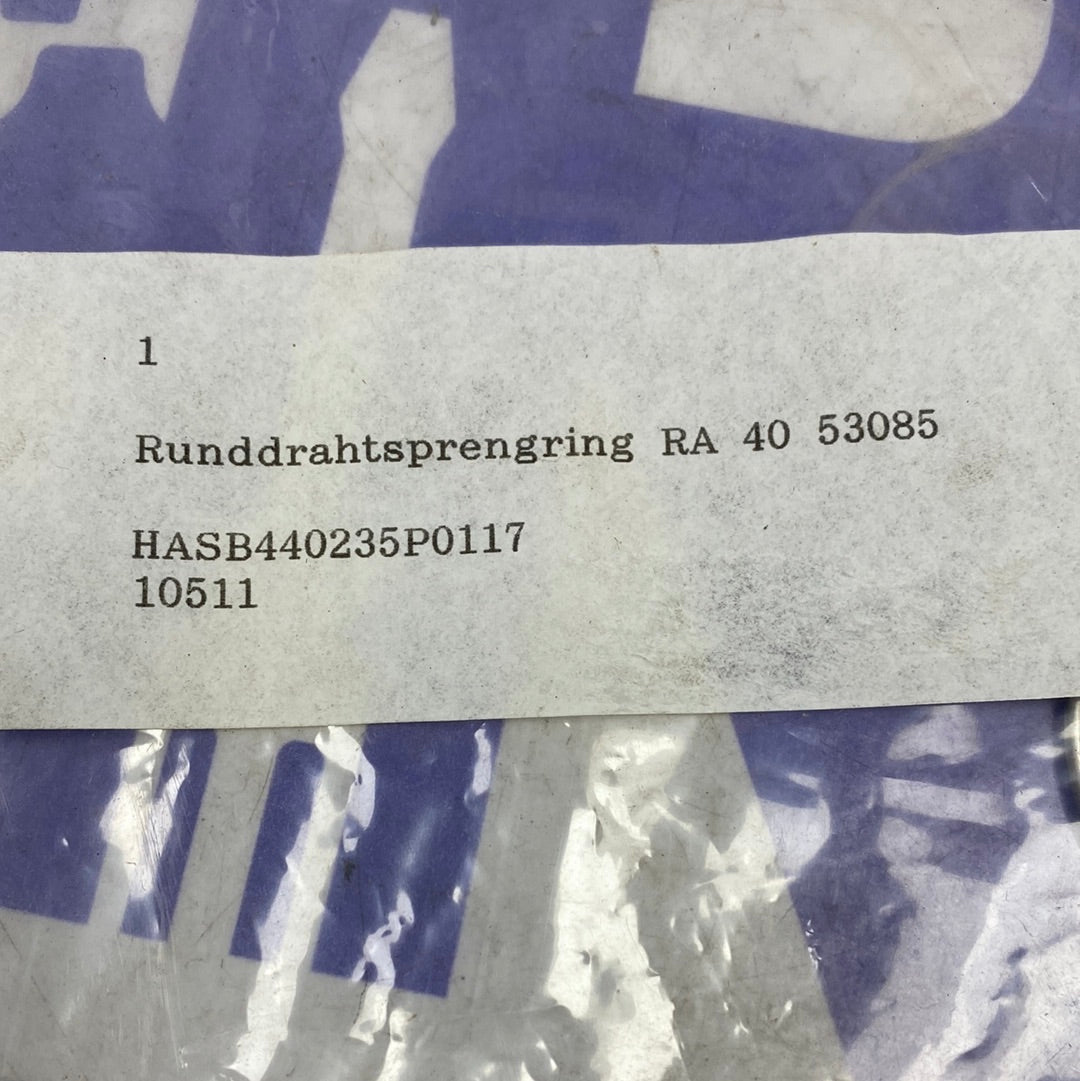 1
Runddrahtsprengring RA 40 53085
HASB440235P0117
10511